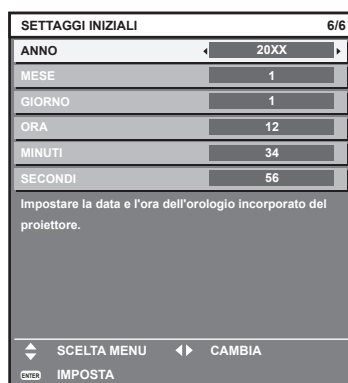 SETTAGGI INIZIALI 6/6
ANNO 20XX
MESE 1
GIORNO 1
ORA 12
MINUTI 34
SECONDI 56
Impostare la data e l'ora dell'orologio incorporato del
proiettore.
SCELTA MENU CAMBIA
ENTER IMPOSTA